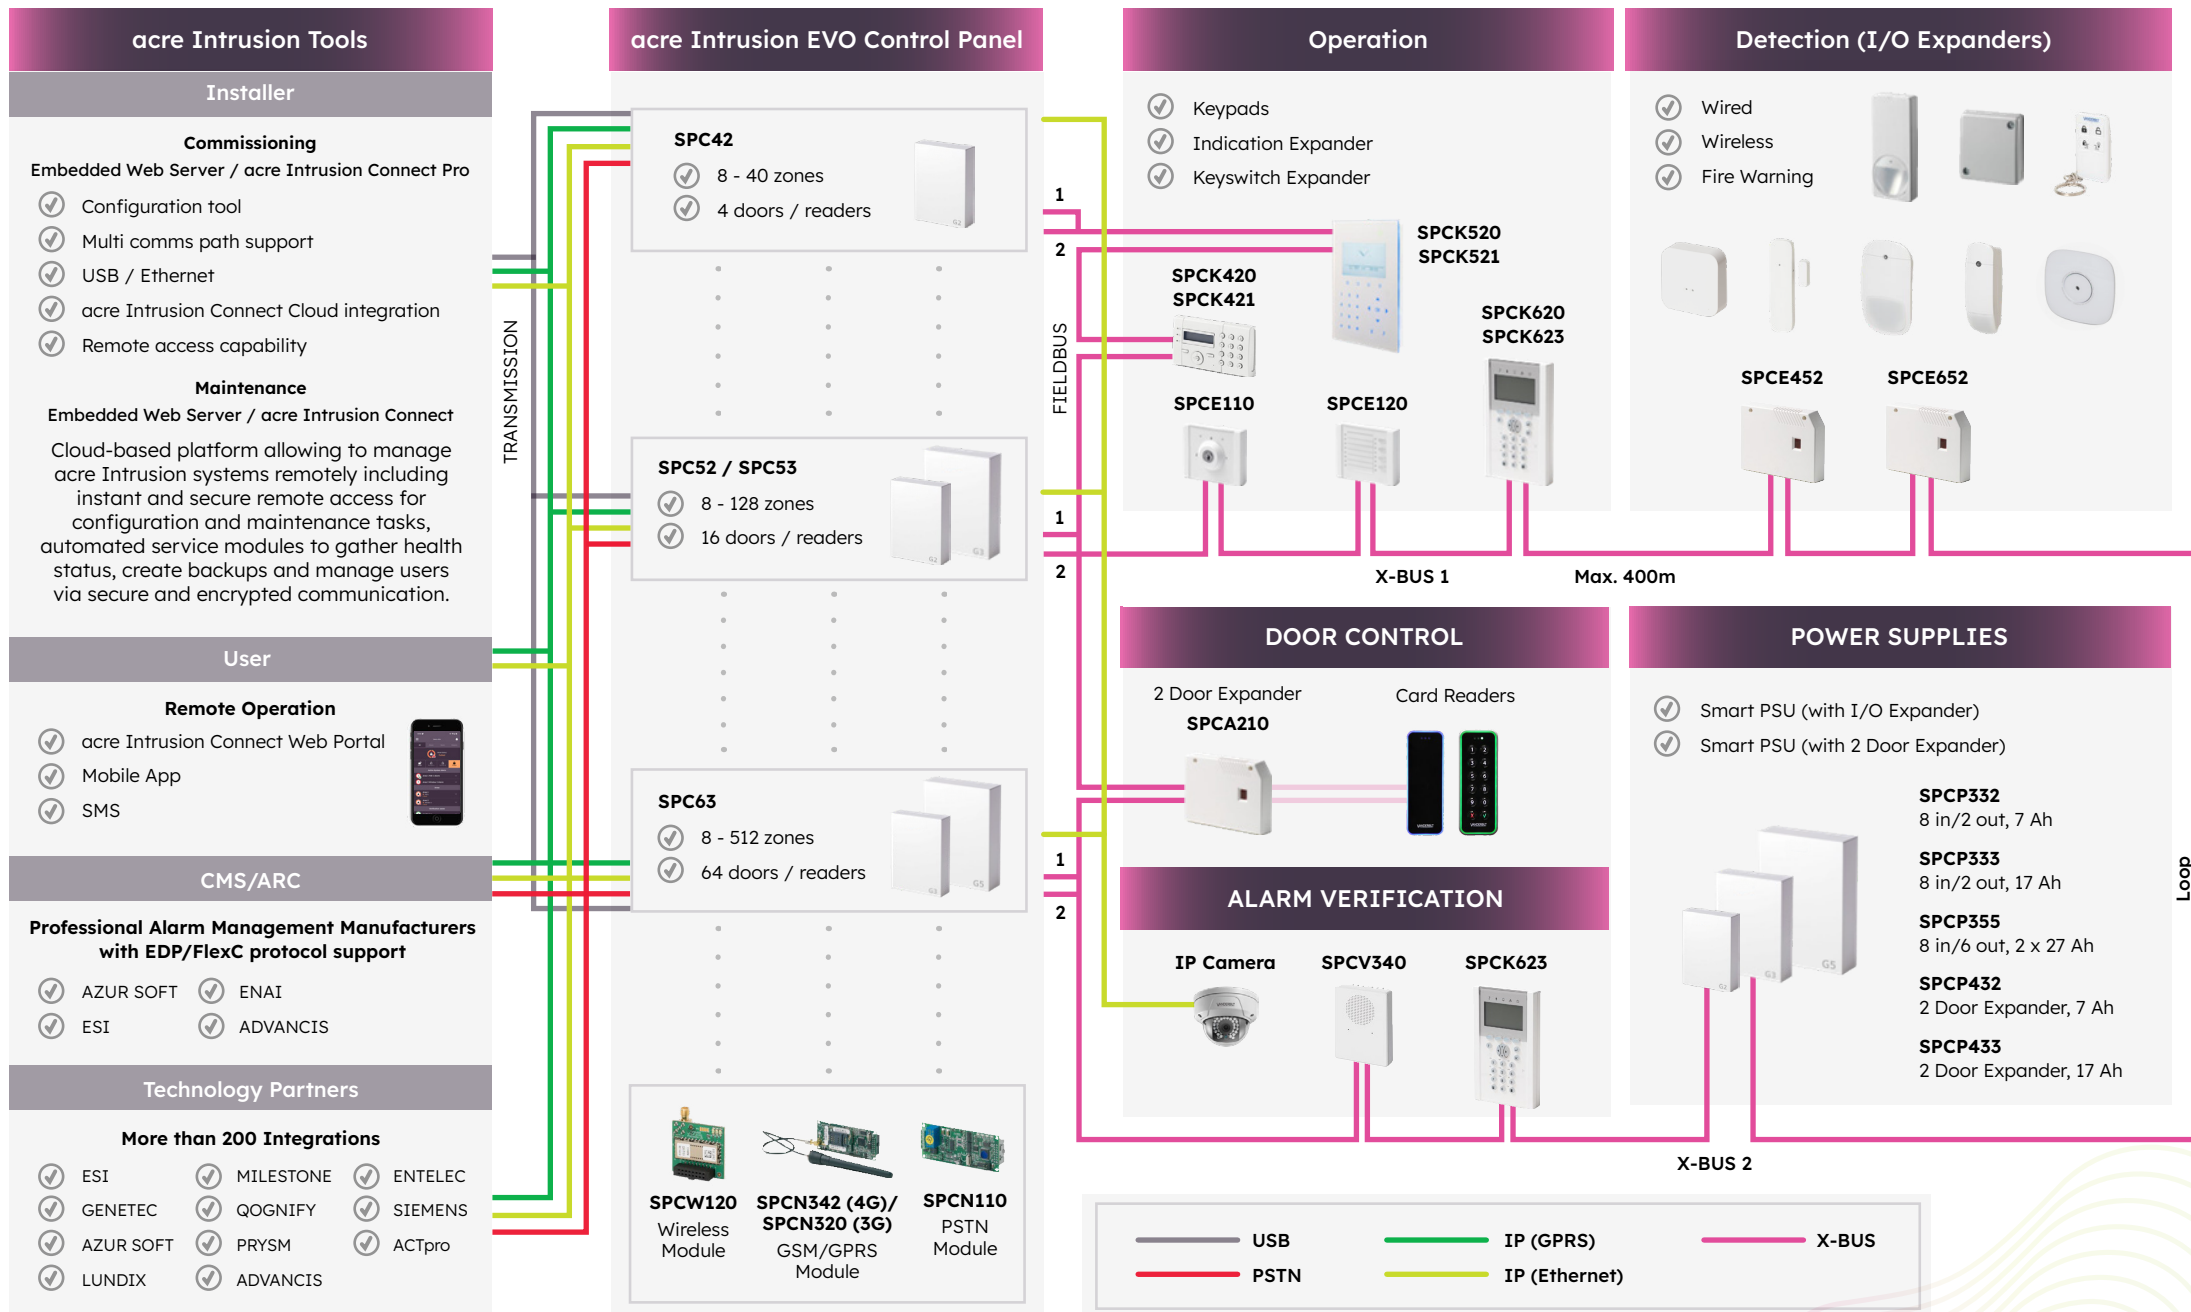 acre Intrusion Tools
Installer
Commissioning
Embedded Web Server / acre Intrusion Connect Pro
Configuration tool
Multi comms path support
USB / Ethernet
acre Intrusion Connect Cloud integration
Remote access capability
Maintenance
Embedded Web Server / acre Intrusion Connect
Cloud-based platform allowing to manage
acre Intrusion systems remotely including
instant and secure remote access for
configuration and maintenance tasks,
automated service modules to gather health
status, create backups and manage users
via secure and encrypted communication.
User
Remote Operation
acre Intrusion Connect Web Portal
Mobile App
SMS
CMS/ARC
Professional Alarm Management Manufacturers
with EDP/FlexC protocol support
AZUR SOFT
ENAI
ESI
ADVANCIS
Technology Partners
More than 200 Integrations
ESI
MILESTONE
ENTELEC
GENETEC
QOGNIFY
SIEMENS
AZUR SOFT
PRYSM
ACTpro
LUNDIX
ADVANCIS
TRANSMISSION
acre Intrusion EVO Control Panel
SPC42
8 - 40 zones
4 doors / readers
G2
SPC52 / SPC53
8 - 128 zones
16 doors / readers
G2
G3
SPC63
8 - 512 zones
64 doors / readers
G3
G5
SPCW120
Wireless
Module
SPCN342 (4G)/
SPCN320 (3G)
GSM/GPRS
Module
SPCN110
PSTN
Module
FIELDBUS
1
2
1
2
1
2
Operation
Keypads
Indication Expander
Keyswitch Expander
SPCK520
SPCK521
SPCK420
SPCK421
SPCK620
SPCK623
SPCE110
SPCE120
Detection (I/O Expanders)
Wired
Wireless
Fire Warning
SPCE452
SPCE652
X-BUS 1
Max. 400m
DOOR CONTROL
2 Door Expander
SPCA210
Card Readers
ALARM VERIFICATION
IP Camera
SPCV340
SPCK623
POWER SUPPLIES
Smart PSU (with I/O Expander)
Smart PSU (with 2 Door Expander)
SPCP332
8 in/2 out, 7 Ah
SPCP333
8 in/2 out, 17 Ah
SPCP355
8 in/6 out, 2 x 27 Ah
SPCP432
2 Door Expander, 7 Ah
SPCP433
2 Door Expander, 17 Ah
G3
G5
Loop
X-BUS 2
USB
IP (GPRS)
X-BUS
PSTN
IP (Ethernet)